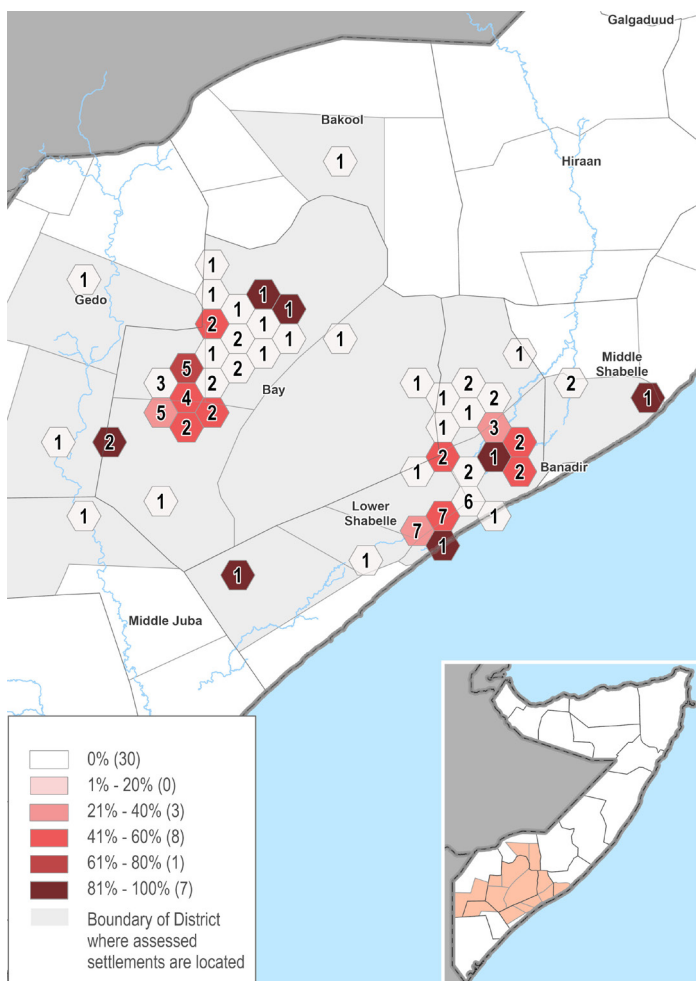 Galgaduud
Bakool
1
Hiraan
1
1
Gedo
1
1
1
1
2
1
1
2
1
1
1
5
2
3
2
Bay
4
5
2
2
1
2
1
1
1
Middle
Shabelle
2
1
2
1
2
1
1
1
3
2
2
1
2
Banadir
1
2
6
Lower
Shabelle
7
7
1
1
1
1
Middle Juba
0% (30)
1% - 20% (0)
21% - 40% (3)
41% - 60% (8)
61% - 80% (1)
81% - 100% (7)
Boundary of District
where assessed
settlements are located